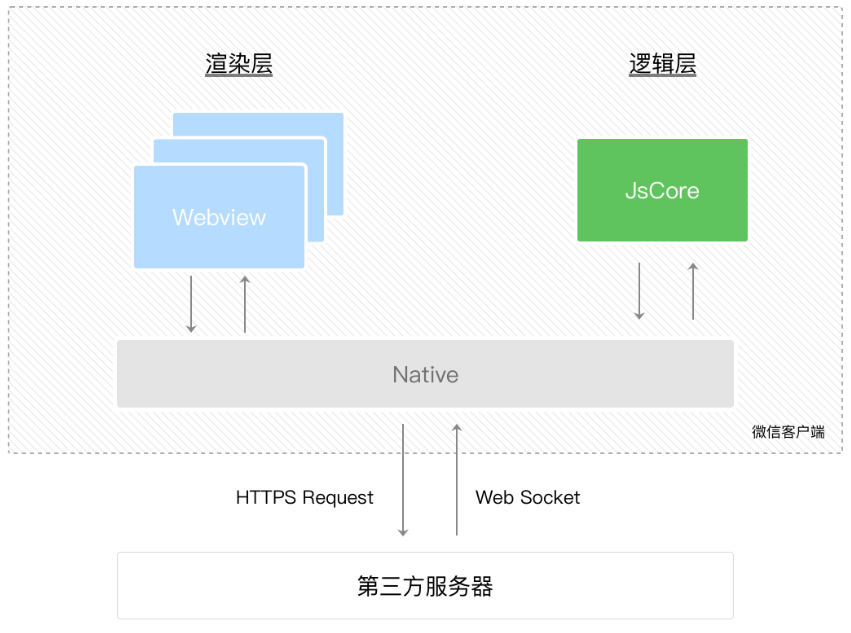 渲染层
逻辑层
Webview
JsCore
Native
微信客户端
HTTPS Request
Web Socket
第三方服务器